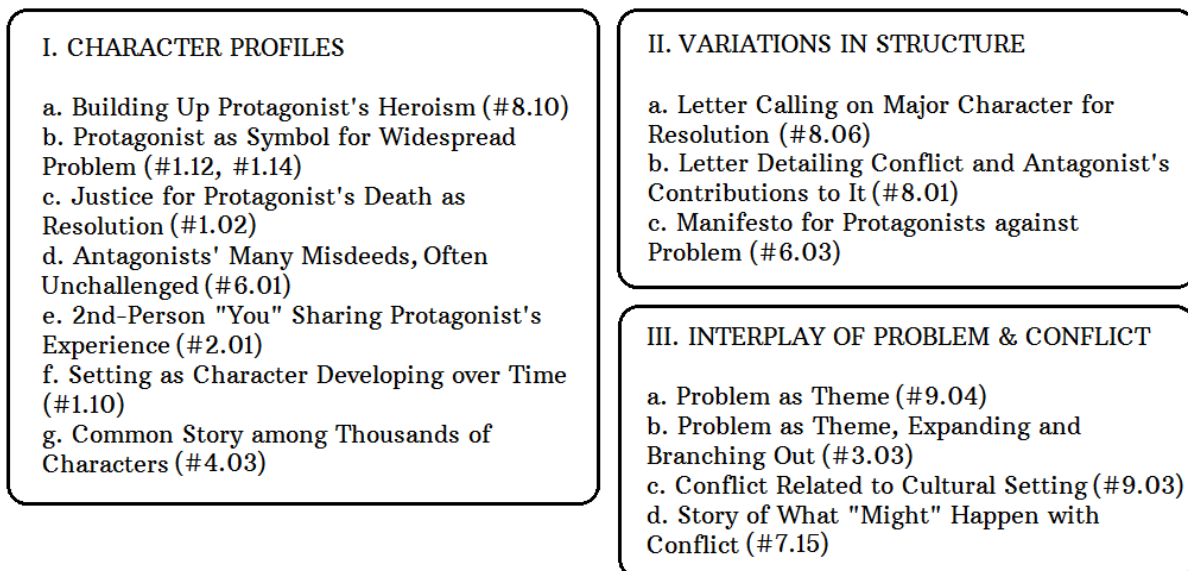 I. CHARACTER PROFILES
a. Building Up Protagonist's Heroism (#8.10)
b. Protagonist as Symbol for Widespread
Problem (#1.12, #1.14)
c. Justice for Protagonist's Death as
Resolution (#1.02)
d. Antagonists' Many Misdeeds, Often
Unchallenged (#6.01)
e. 2nd-Person "You" Sharing Protagonist's
Experience (#2.01)
f. Setting as Character Developing over Time
(#1.10)
g. Common Story among Thousands of
Characters (#4.03)
II. VARIATIONS IN STRUCTURE
a. Letter Calling on Major Character for
Resolution (#8.06)
b. Letter Detailing Conflict and Antagonist's
Contributions to It (#8.01)
c. Manifesto for Protagonists against
Problem (#6.03)
III. INTERPLAY OF PROBLEM & CONFLICT
a. Problem as Theme (#9.04)
b. Problem as Theme, Expanding and
Branching Out (#3.03)
c. Conflict Related to Cultural Setting (#9.03)
d. Story of What "Might" Happen with
Conflict (#7.15)